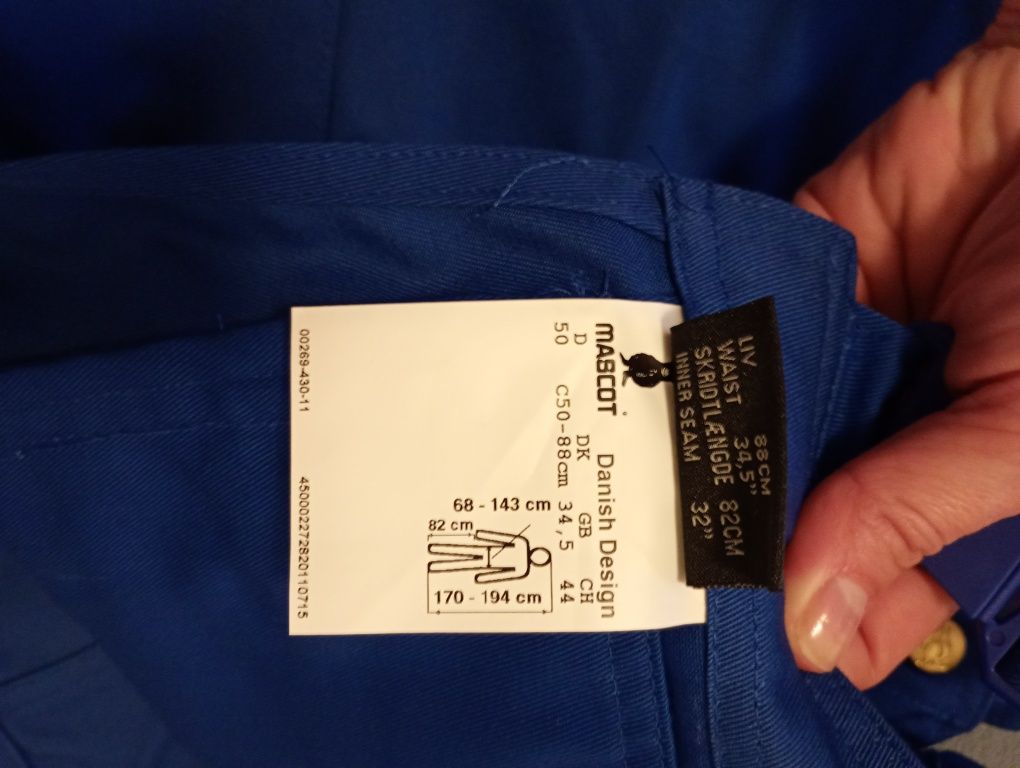 LIV. 88CM
WAIST 34,5"
SKRIDTLÆNGDE 82CM
INNER SEAM 32"
MASCOT Danish Design
D DK GB CH
50 C50-88cm 34,5 44
68 - 143 cm
82 cm
170 - 194 cm
00269-430-11 450002272820110715